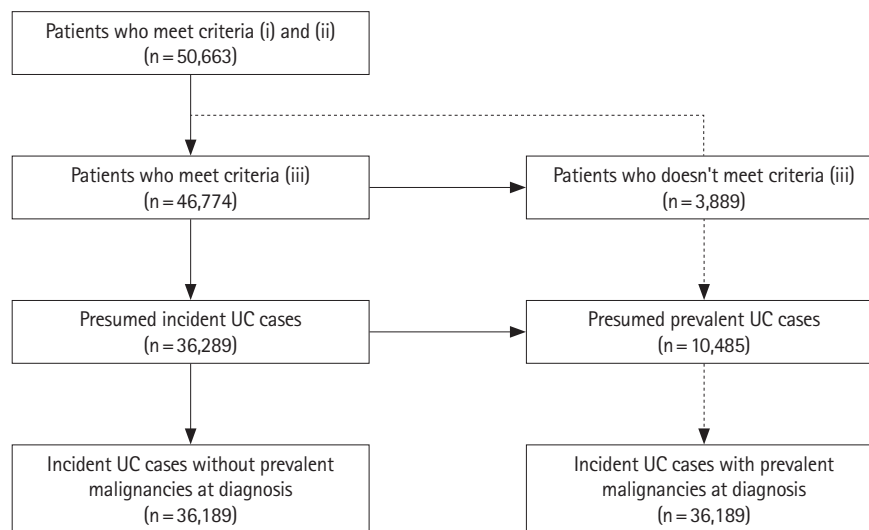 Patients who meet criteria (i) and (ii)
(n = 50,663)
Patients who meet criteria (iii)
(n = 46,774)
Patients who doesn't meet criteria (iii)
(n = 3,889)
Presumed incident UC cases
(n = 36,289)
Presumed prevalent UC cases
(n = 10,485)
Incident UC cases without prevalent
malignancies at diagnosis
(n = 36,189)
Incident UC cases with prevalent
malignancies at diagnosis
(n = 36,189)